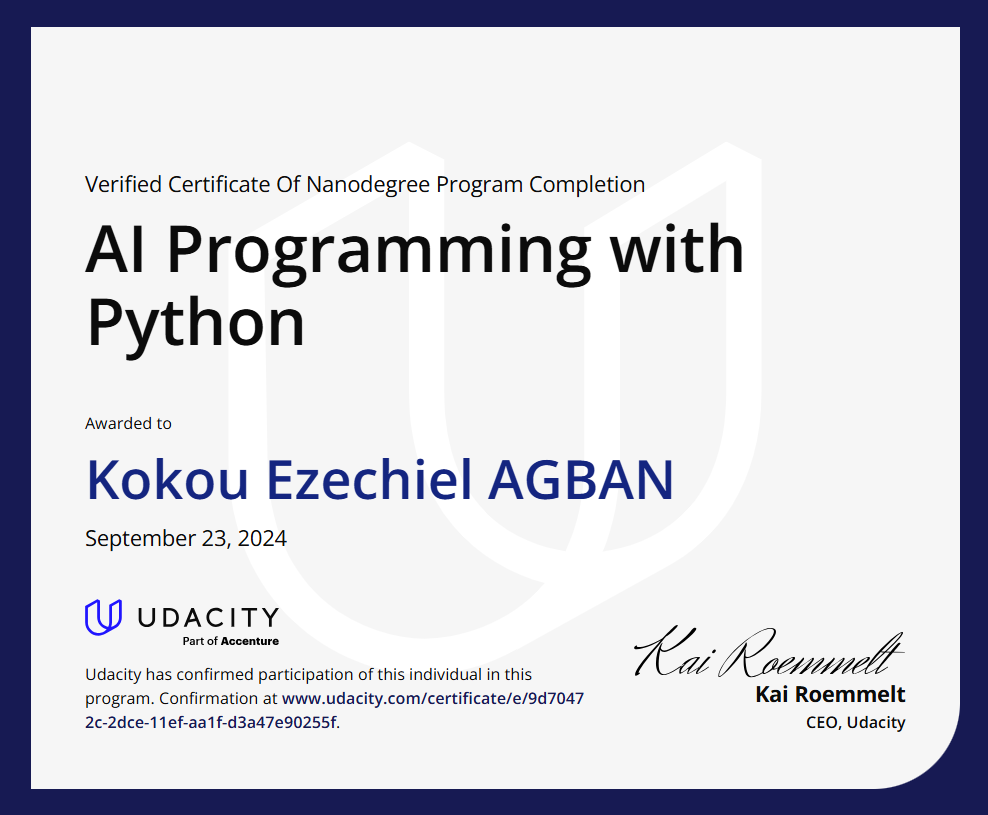 Verified Certificate Of Nanodegree Program Completion
AI Programming with
Python
Awarded to
Kokou Ezechiel AGBAN
September 23, 2024
UDACITY
Part of Accenture
Udacity has confirmed participation of this individual in this
program. Confirmation at www.udacity.com/certificate/e/9d7047
2c-2dce-11ef-aa1f-d3a47e90255f.
Kai Roemmelt
Kai Roemmelt
CEO, Udacity